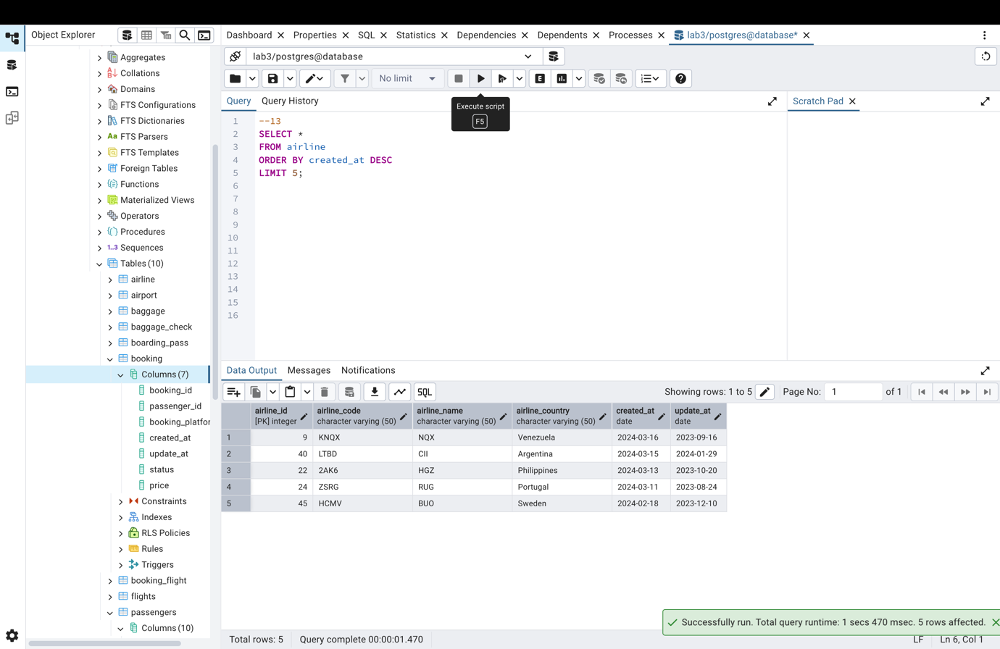 Object Explorer
Dashboard Properties SQL Statistics Dependencies Dependents Processes lab3/postgres@database*
lab3/postgres@database
No limit
E
Execute script
F5
Query Query History
Scratch Pad
1 --13
2 SELECT *
3 FROM airline
4 ORDER BY created_at DESC
5 LIMIT 5;
6
7
8
9
10
11
12
13
14
15
16
Aggregates
Collations
Domains
FTS Configurations
FTS Dictionaries
Aa FTS Parsers
FTS Templates
Foreign Tables
Functions
Materialized Views
Operators
Procedures
1..3 Sequences
Tables (10)
airline
airport
baggage
baggage_check
boarding_pass
booking
Columns (7)
booking_id
passenger_id
booking_platfor
created_at
update_at
status
price
Constraints
Indexes
RLS Policies
Rules
Triggers
booking_flight
flights
passengers
Columns (10)
Data Output Messages Notifications
SQL
Showing rows: 1 to 5
Page No: 1 of 1
airline_id airline_code airline_name airline_country created_at update_at
[PK] integer character varying (50) character varying (50) character varying (50) date date
1 9 KNQX NQX Venezuela 2024-03-16 2023-09-16
2 40 LTBD CII Argentina 2024-03-15 2024-01-29
3 22 2AK6 HGZ Philippines 2024-03-13 2023-10-20
4 24 ZSRG RUG Portugal 2024-03-11 2023-08-24
5 45 HCMV BUO Sweden 2024-02-18 2023-12-10
Successfully run. Total query runtime: 1 secs 470 msec. 5 rows affected.
Total rows: 5 Query complete 00:00:01.470 LF Ln 6, Col 1